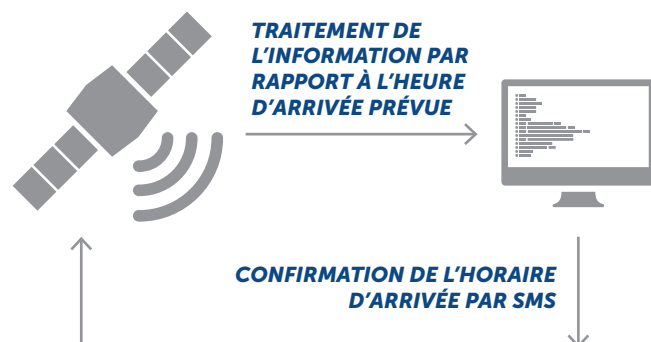 TRAITEMENT DE
L'INFORMATION PAR
RAPPORT À L'HEURE
D'ARRIVÉE PRÉVUE
CONFIRMATION DE L'HORAIRE
D'ARRIVÉE PAR SMS